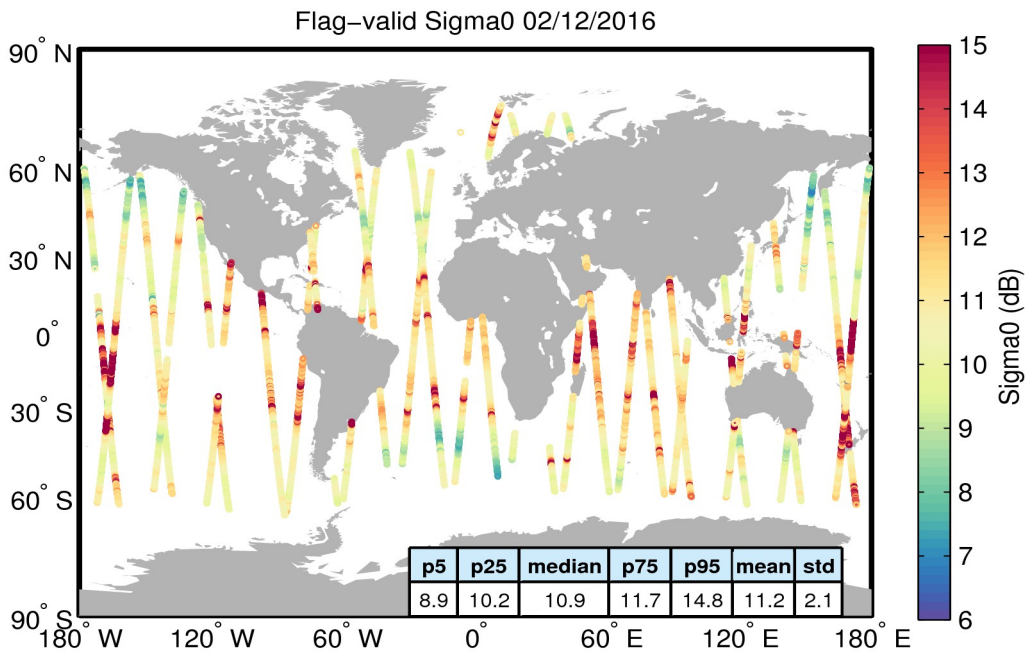 Flag−valid Sigma0 02/12/2016
90° N
60° N
30° N
0°
30° S
60° S
90° S
180° W
120° W
60° W
0°
60° E
120° E
180° E
p5 p25 median p75 p95 mean std
8.9 10.2 10.9 11.7 14.8 11.2 2.1
15
14
13
12
11
10
9
8
7
6
Sigma0 (dB)